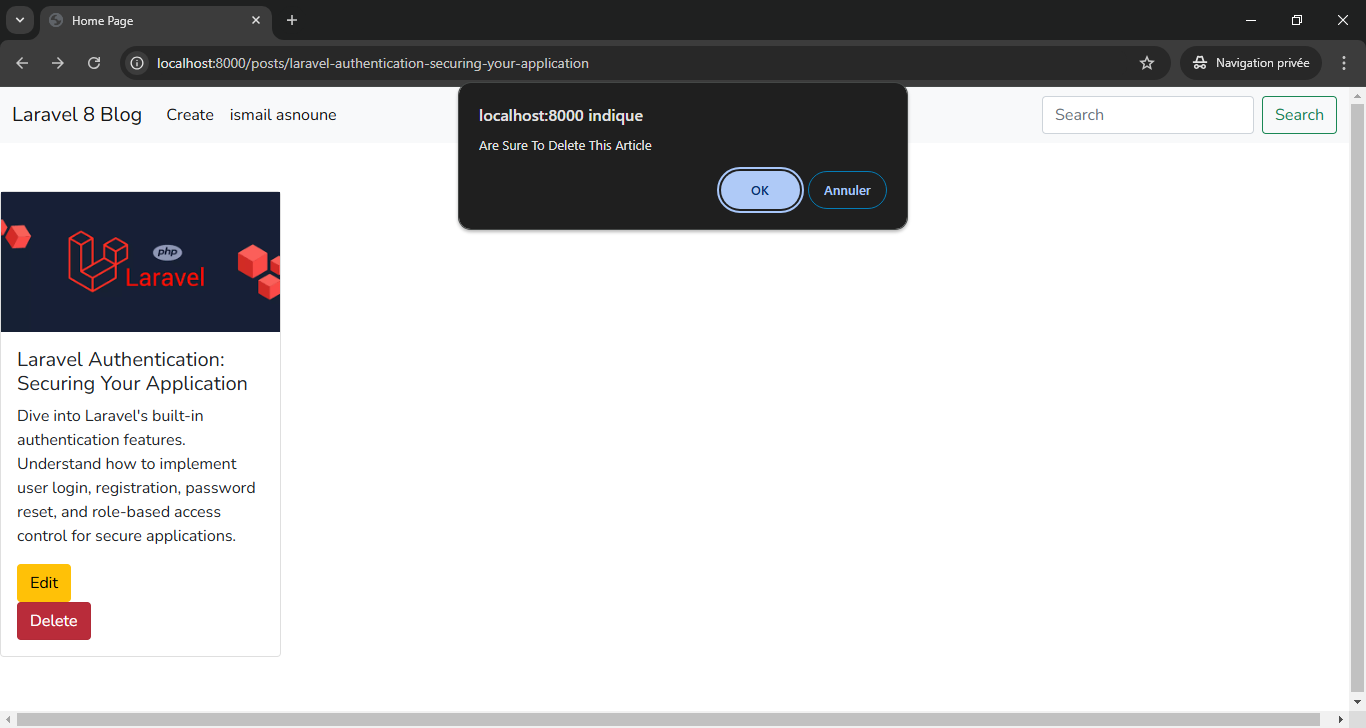 Home Page
localhost:8000/posts/laravel-authentication-securing-your-application
Navigation privée
Laravel 8 Blog
Create
ismail asnoune
Search
Search
localhost:8000 indique
Are Sure To Delete This Article
OK
Annuler
php
Laravel
Laravel Authentication:
Securing Your Application
Dive into Laravel's built-in
authentication features.
Understand how to implement
user login, registration, password
reset, and role-based access
control for secure applications.
Edit
Delete